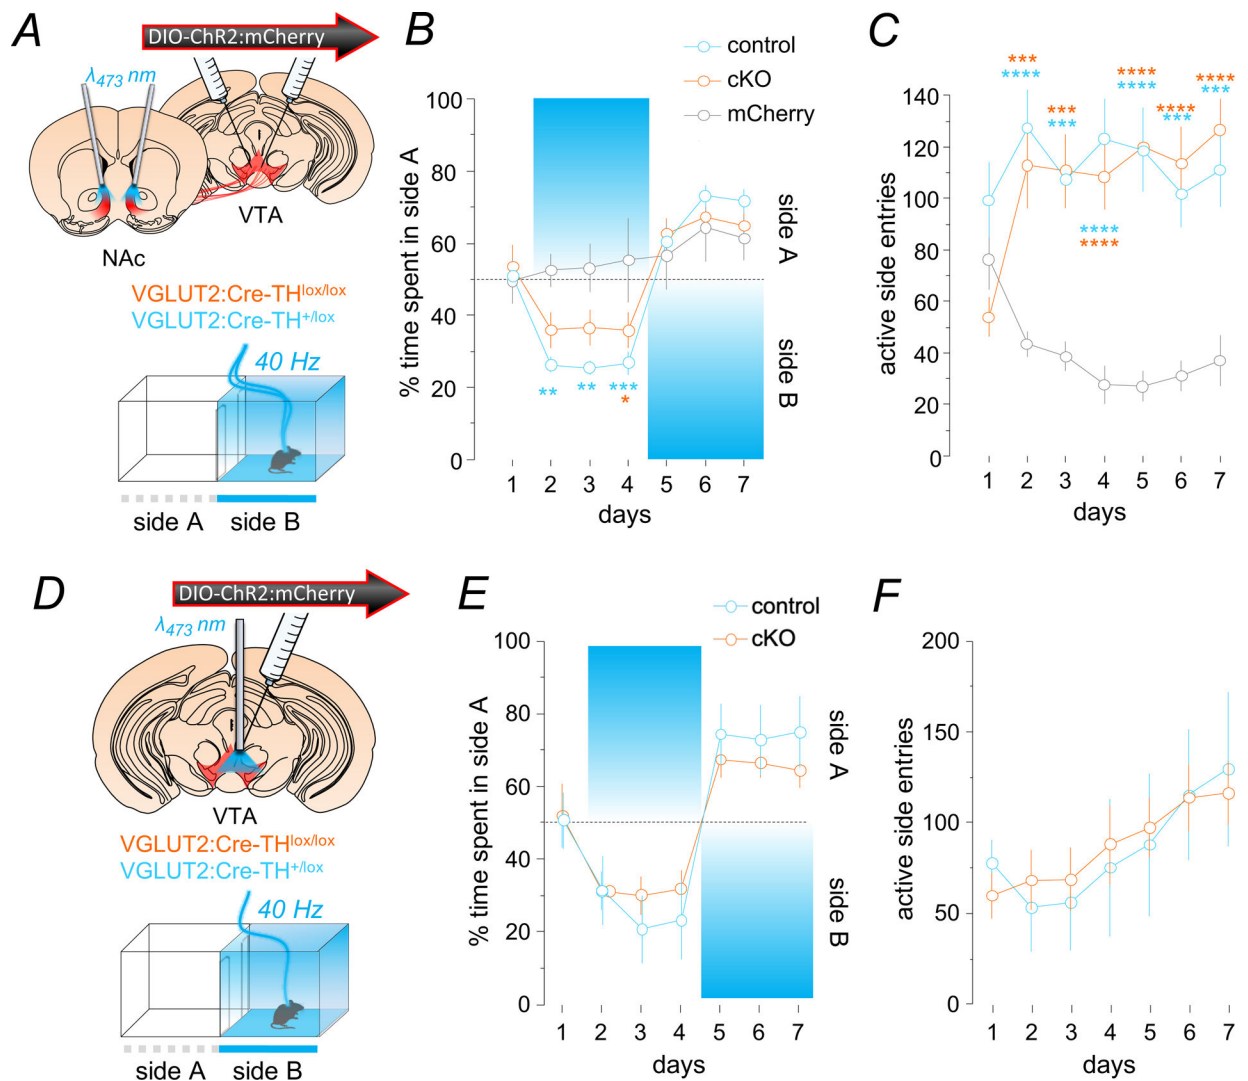 A
DIO-ChR2:mCherry
λ473 nm
VTA
NAc
VGLUT2:Cre-THlox/lox
VGLUT2:Cre-TH+/lox
40 Hz
side A
side B
B
control
cKO
mCherry
% time spent in side A
100
80
60
40
20
0
** ** ***
*
side A
side B
1 2 3 4 5 6 7
days
C
active side entries
*** **** ****
**** *** **** **** ***
*** ***
****
****
140
120
100
80
60
40
20
0
1 2 3 4 5 6 7
days
D
DIO-ChR2:mCherry
λ473 nm
VTA
VGLUT2:Cre-THlox/lox
VGLUT2:Cre-TH+/lox
40 Hz
side A
side B
E
control
cKO
% time spent in side A
100
80
60
40
20
0
side A
side B
1 2 3 4 5 6 7
days
F
active side entries
200
150
100
50
0
1 2 3 4 5 6 7
days